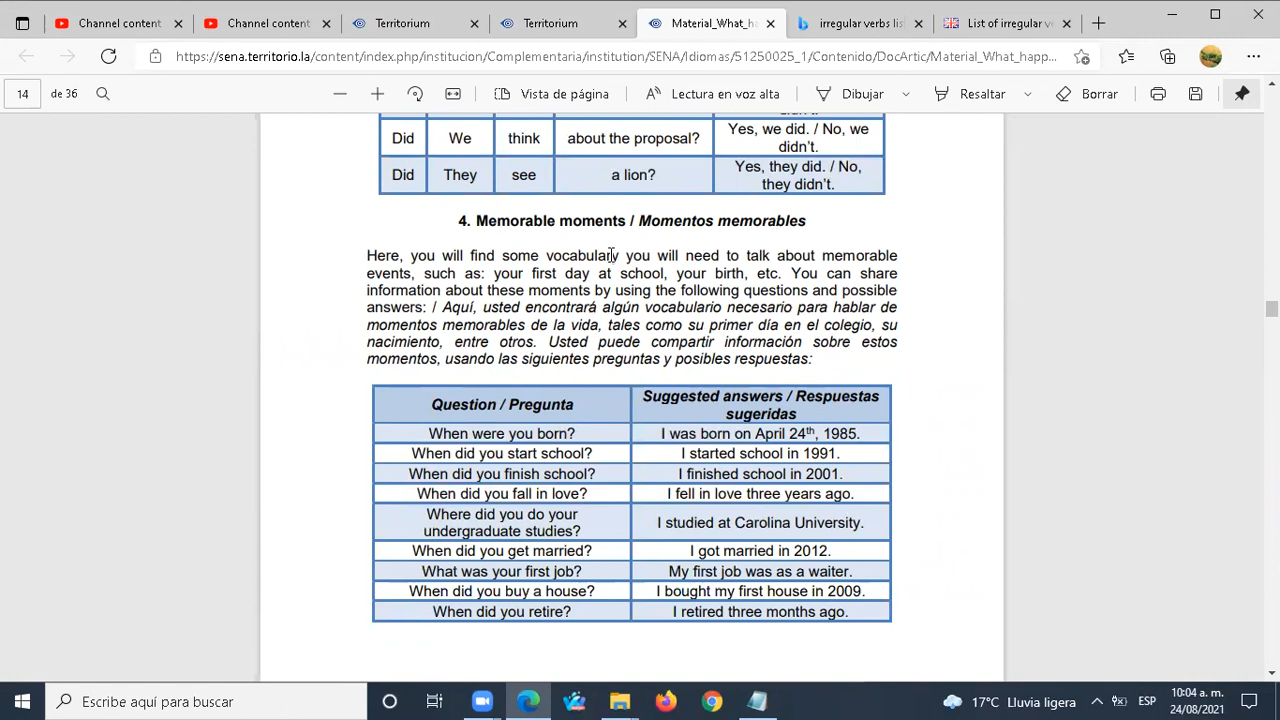 Channel content
Channel content
Territorium
Territorium
Material_What_ha
irregular verbs lis
List of irregular v
https://sena.territorio.la/content/index.php/institucion/Complementaria/institution/SENA/Idiomas/51250025_1/Contenido/DocArtic/Material_What_happ...
14 de 36
Vista de página
Lectura en voz alta
Dibujar
Resaltar
Borrar
Did We think about the proposal? Yes, we did. / No, we
didn't.
Did They see a lion? Yes, they did. / No,
they didn't.
4. Memorable moments / Momentos memorables
Here, you will find some vocabulary you will need to talk about memorable
events, such as: your first day at school, your birth, etc. You can share
information about these moments by using the following questions and possible
answers: / Aquí, usted encontrará algún vocabulario necesario para hablar de
momentos memorables de la vida, tales como su primer día en el colegio, su
nacimiento, entre otros. Usted puede compartir información sobre estos
momentos, usando las siguientes preguntas y posibles respuestas:
Question / Pregunta
Suggested answers / Respuestas
sugeridas
When were you born? I was born on April 24th, 1985.
When did you start school? I started school in 1991.
When did you finish school? I finished school in 2001.
When did you fall in love? I fell in love three years ago.
Where did you do your
undergraduate studies?
I studied at Carolina University.
When did you get married? I got married in 2012.
What was your first job? My first job was as a waiter.
When did you buy a house? I bought my first house in 2009.
When did you retire? I retired three months ago.
Escribe aquí para buscar
17°C Lluvia ligera
ESP
10:04 a. m.
24/08/2021